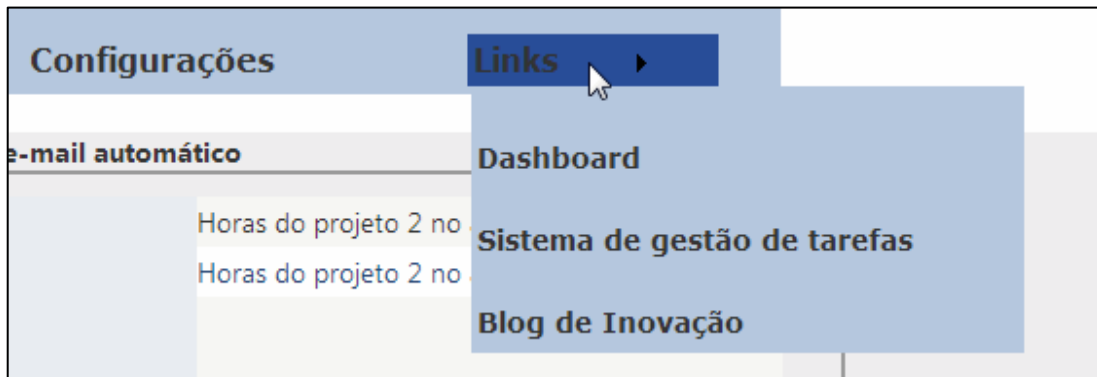 Configurações
Links
e-mail automático
Dashboard
Horas do projeto 2 no
Sistema de gestão de tarefas
Horas do projeto 2 no
Blog de Inovação